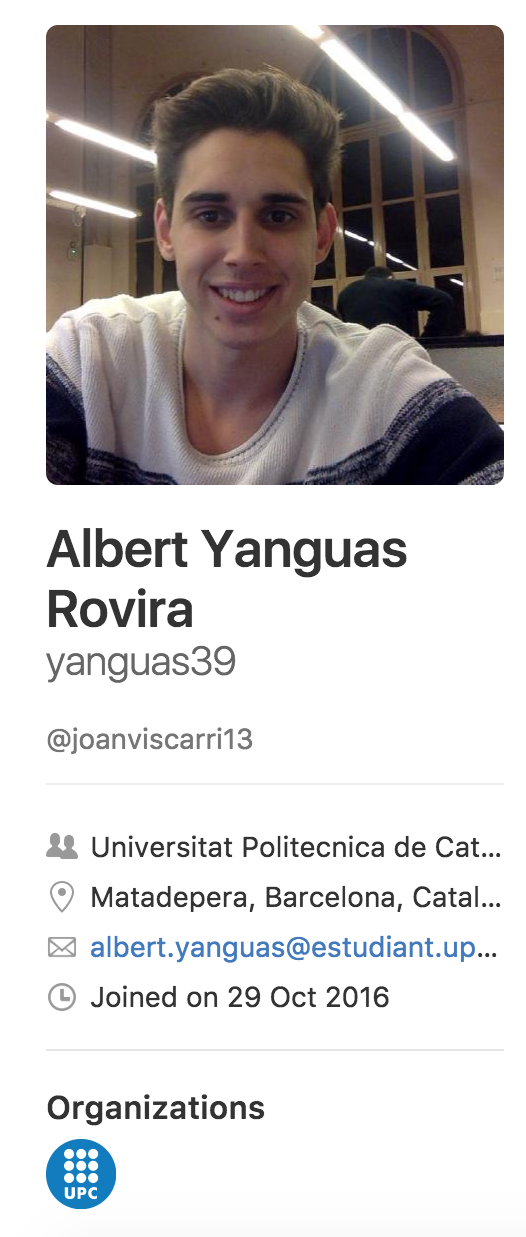 Albert Yanguas
Rovira
yanguas39
@joanviscarri13
Universitat Politecnica de Cat...
Matadepera, Barcelona, Catal...
albert.yanguas@estudiant.up...
Joined on 29 Oct 2016
Organizations
UPC